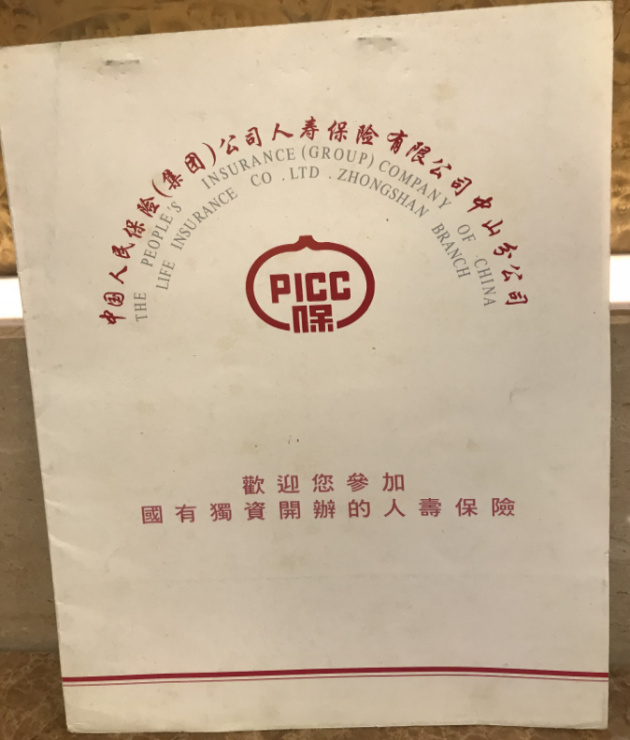 中国人民保险(集团)公司人寿保险有限公司中山分公司
THE PEOPLE'S INSURANCE (GROUP) COMPANY OF CHINA
LIFE INSURANCE CO . LTD . ZHONGSHAN BRANCH
PICC
保
歡迎您參加
國有獨資開辦的人壽保險